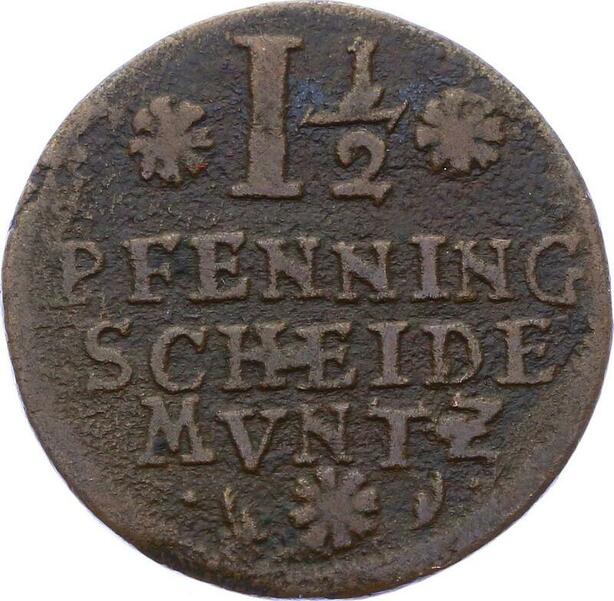 1 1/2
PFENNING
SCHEIDE
MVNTZ